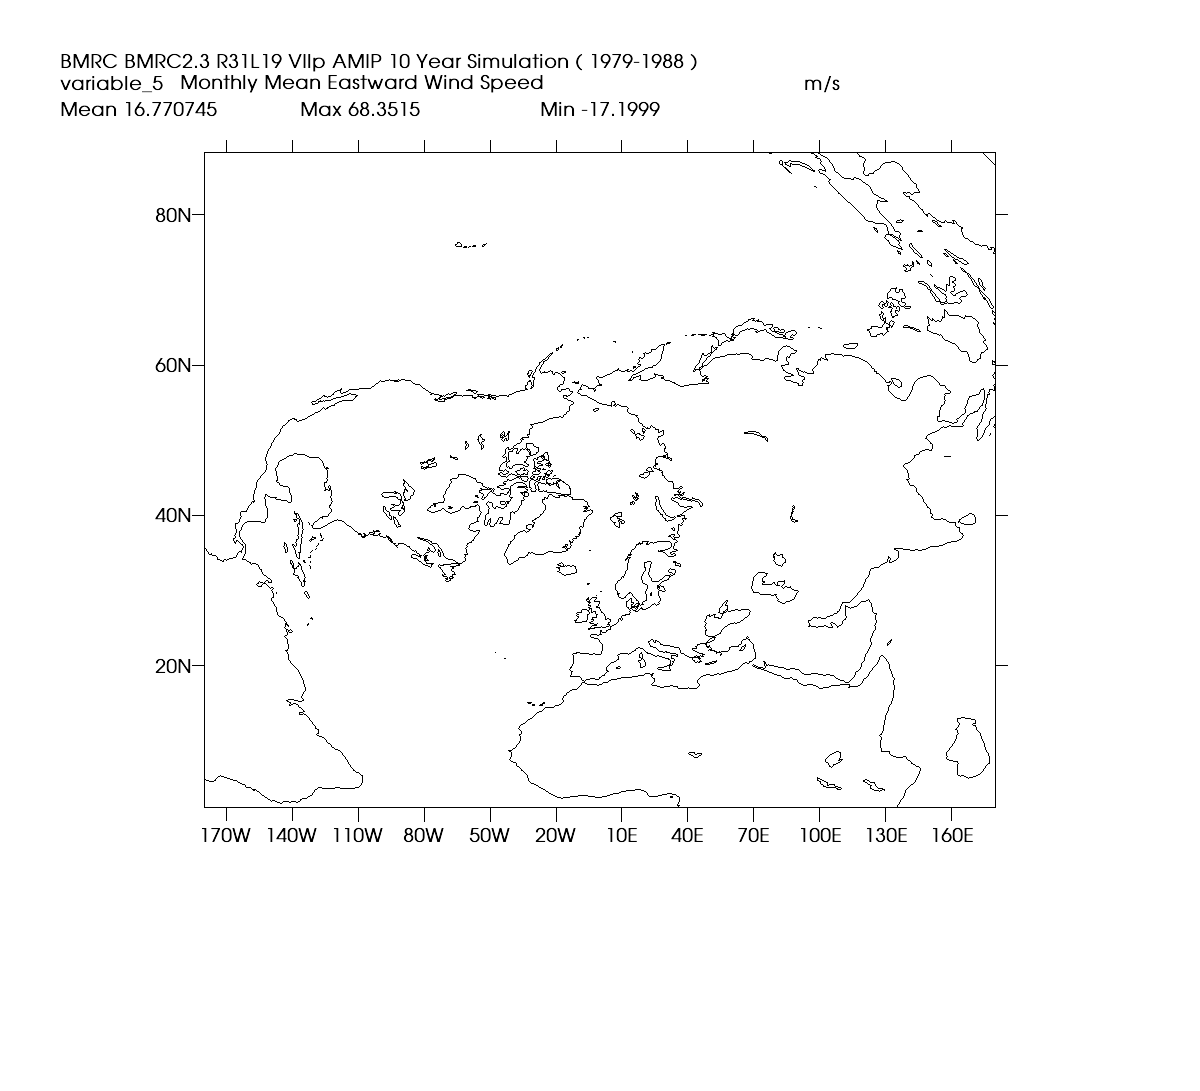 BMRC BMRC2.3 R31L19 VIIp AMIP 10 Year Simulation ( 1979-1988 )
variable_5 Monthly Mean Eastward Wind Speed m/s
Mean 16.770745 Max 68.3515 Min -17.1999
80N
60N
40N
20N
170W 140W 110W 80W 50W 20W 10E 40E 70E 100E 130E 160E